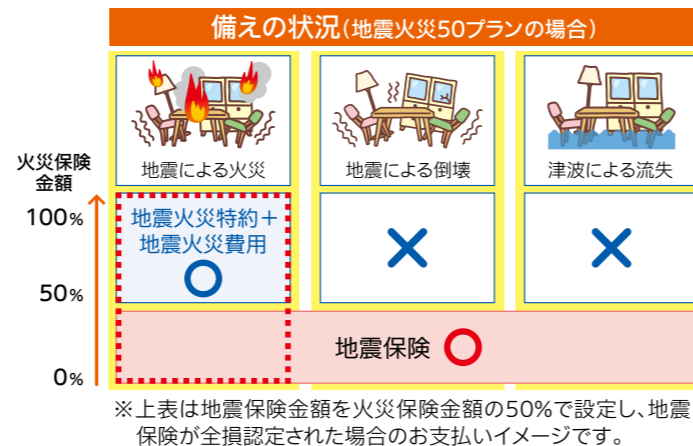 備えの状況(地震火災50プランの場合)
地震による火災
地震による倒壊
津波による流失
火災保険
金額
100%
50%
0%
地震火災特約+
地震火災費用
○
×
×
地震保険 ○
※上表は地震保険金額を火災保険金額の50%で設定し、地震
保険が全損認定された場合のお支払いイメージです。